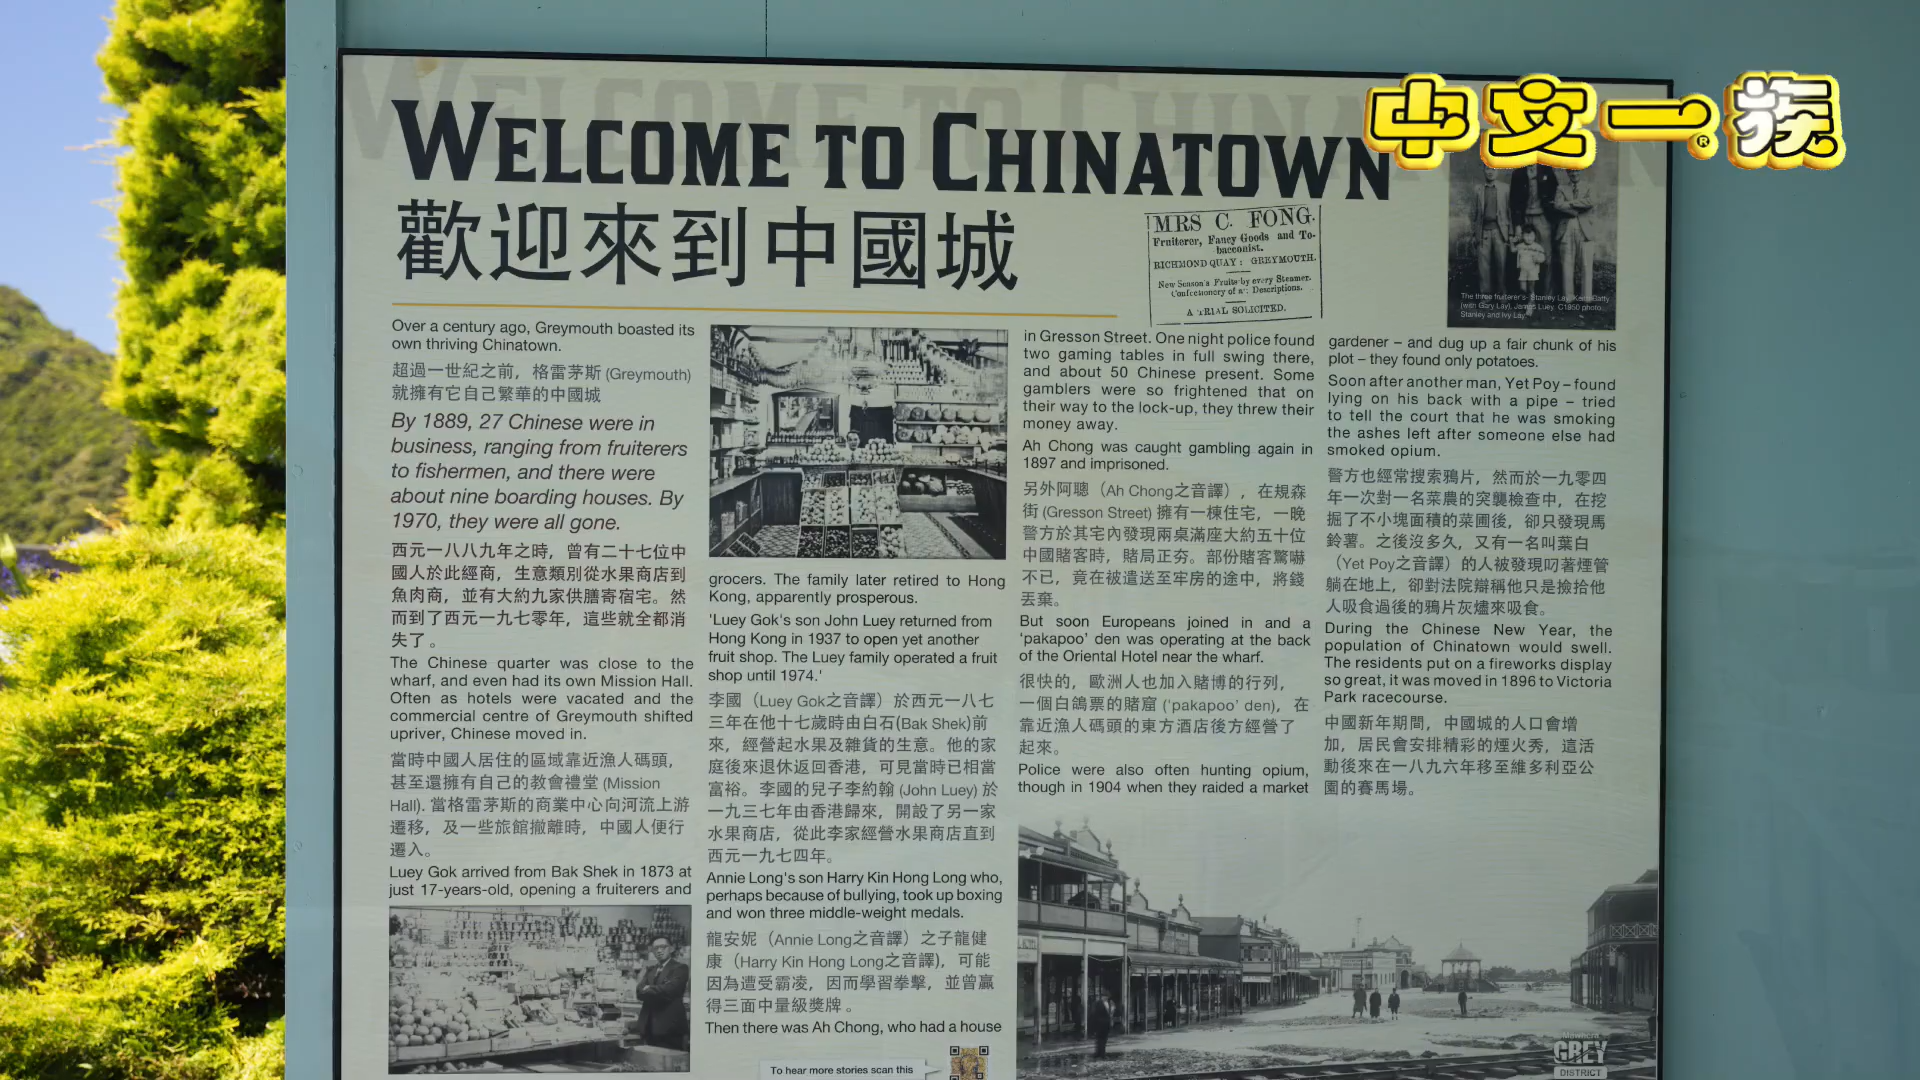 WELCOME TO CHINATOWN
歡迎來到中國城
中文一族®
MRS C. FONG.
Fruiterer, Fancy Goods and To-
bacconist.
RICHMOND QUAY : GREYMOUTH.
New Season's Fruits by every Steamer.
Confectionery of all Descriptions.
A TRIAL SOLICITED.
The three fruiterer's- Stanley Lay, Keith Datty
(with Gary Lay), James Luey. C1950 photo
Stanley and Ivy Lay
Over a century ago, Greymouth boasted its
own thriving Chinatown.
超過一世紀之前，格雷茅斯 (Greymouth)
就擁有它自己繁華的中國城
By 1889, 27 Chinese were in
business, ranging from fruiterers
to fishermen, and there were
about nine boarding houses. By
1970, they were all gone.
西元一八八九年之時，曾有二十七位中
國人於此經商，生意類別從水果商店到
魚肉商，並有大約九家供膳寄宿宅。然
而到了西元一九七零年，這些就全都消
失了。
The Chinese quarter was close to the
wharf, and even had its own Mission Hall.
Often as hotels were vacated and the
commercial centre of Greymouth shifted
upriver, Chinese moved in.
當時中國人居住的區域靠近漁人碼頭，
甚至還擁有自己的教會禮堂 (Mission
Hall). 當格雷茅斯的商業中心向河流上游
遷移，及一些旅館撤離時，中國人便行
遷入。
Luey Gok arrived from Bak Shek in 1873 at
just 17-years-old, opening a fruiterers and
grocers. The family later retired to Hong
Kong, apparently prosperous.
'Luey Gok's son John Luey returned from
Hong Kong in 1937 to open yet another
fruit shop. The Luey family operated a fruit
shop until 1974.'
李國（Luey Gok之音譯）於西元一八七
三年在他十七歲時由白石(Bak Shek)前
來，經營起水果及雜貨的生意。他的家
庭後來退休返回香港，可見當時已相當
富裕。李國的兒子李約翰 (John Luey) 於
一九三七年由香港歸來，開設了另一家
水果商店，從此李家經營水果商店直到
西元一九七四年。
Annie Long's son Harry Kin Hong Long who,
perhaps because of bullying, took up boxing
and won three middle-weight medals.
龍安妮（Annie Long之音譯）之子龍健
康（Harry Kin Hong Long之音譯)，可能
因為遭受霸凌，因而學習拳擊，並曾贏
得三面中量級獎牌。
Then there was Ah Chong, who had a house
To hear more stories scan this
in Gresson Street. One night police found
two gaming tables in full swing there,
and about 50 Chinese present. Some
gamblers were so frightened that on
their way to the lock-up, they threw their
money away.
Ah Chong was caught gambling again in
1897 and imprisoned.
另外阿聰（Ah Chong之音譯），在規森
街 (Gresson Street) 擁有一棟住宅，一晚
警方於其宅內發現兩桌滿座大約五十位
中國賭客時，賭局正夯。部份賭客驚嚇
不已，竟在被遣送至牢房的途中，將錢
丟棄。
But soon Europeans joined in and a
'pakapoo' den was operating at the back
of the Oriental Hotel near the wharf.
很快的，歐洲人也加入賭博的行列，
一個白鴿票的賭窟 ('pakapoo' den)，在
靠近漁人碼頭的東方酒店後方經營了
起來。
Police were also often hunting opium,
though in 1904 when they raided a market
gardener – and dug up a fair chunk of his
plot – they found only potatoes.
Soon after another man, Yet Poy – found
lying on his back with a pipe – tried
to tell the court that he was smoking
the ashes left after someone else had
smoked opium.
警方也經常搜索鴉片，然而於一九零四
年一次對一名菜農的突襲檢查中，在挖
掘了不小塊面積的菜圃後，卻只發現馬
鈴薯。之後沒多久，又有一名叫葉白
（Yet Poy之音譯）的人被發現叼著煙管
躺在地上，卻對法院辯稱他只是撿拾他
人吸食過後的鴉片灰燼來吸食。
During the Chinese New Year, the
population of Chinatown would swell.
The residents put on a fireworks display
so great, it was moved in 1896 to Victoria
Park racecourse.
中國新年期間，中國城的人口會增
加，居民會安排精彩的煙火秀，這活
動後來在一八九六年移至維多利亞公
園的賽馬場。
GREY
DISTRICT